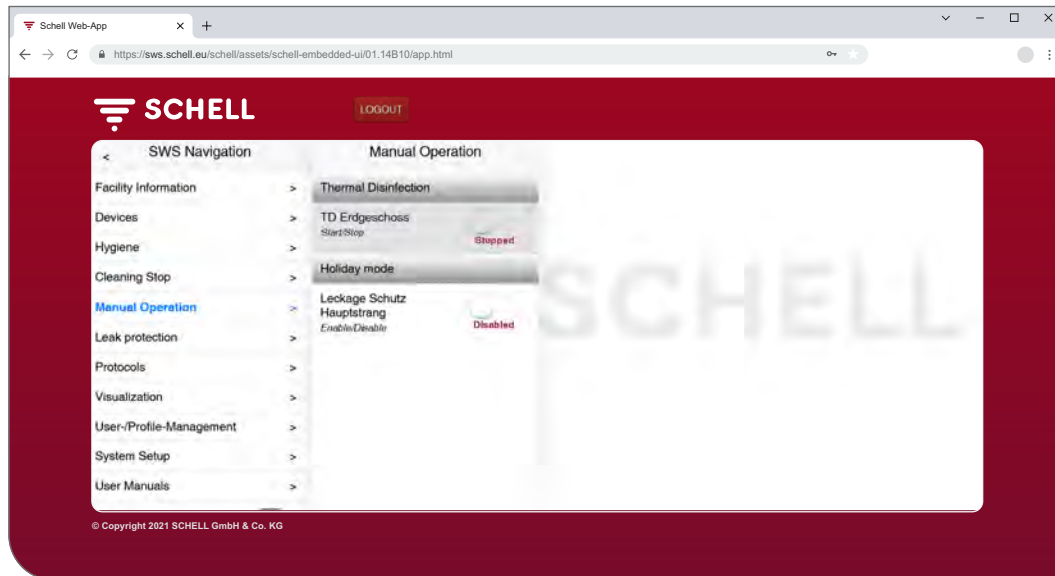 Schell Web-App
https://sws.schell.eu/schell/assets/schell-embedded-ui/01.14B10/app.html
SCHELL
LOGOUT
< SWS Navigation
Facility Information >
Devices >
Hygiene >
Cleaning Stop >
Manual Operation >
Leak protection >
Protocols >
Visualization >
User-/Profile-Management >
System Setup >
User Manuals >
Manual Operation
Thermal Disinfection
TD Erdgeschoss
Start/Stop
Stopped
Holiday mode
Leckage Schutz
Hauptstrang
Enable/Disable
Disabled
SCHELL
© Copyright 2021 SCHELL GmbH & Co. KG